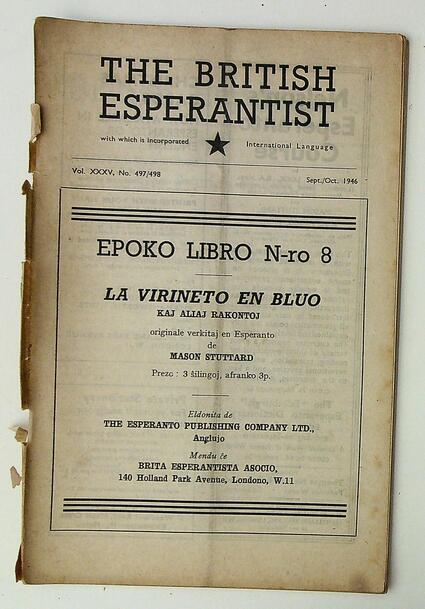 THE BRITISH
ESPERANTIST
with which is incorporated ★ International Language
Vol. XXXV, No. 497/498 Sept./Oct. 1946
EPOKO LIBRO N-ro 8
LA VIRINETO EN BLUO
KAJ ALIAJ RAKONTOJ
originale verkitaj en Esperanto
de
MASON STUTTARD
Prezo : 3 ŝilingoj, afranko 3p.
Eldonita de
THE ESPERANTO PUBLISHING COMPANY LTD.,
Anglujo
Mendu ĉe
BRITA ESPERANTISTA ASOCIO,
140 Holland Park Avenue, Londono, W.11